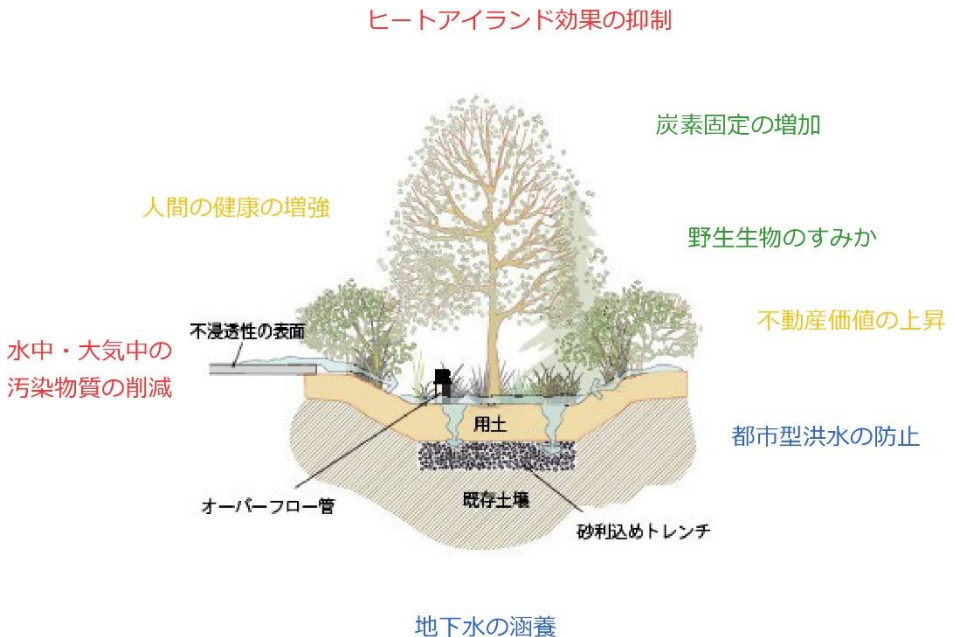 ヒートアイランド効果の抑制
炭素固定の増加
人間の健康の増強
野生生物のすみか
不動産価値の上昇
不浸透性の表面
水中・大気中の
汚染物質の削減
用土
都市型洪水の防止
オーバーフロー管
既存土壌
砂利込めトレンチ
地下水の涵養